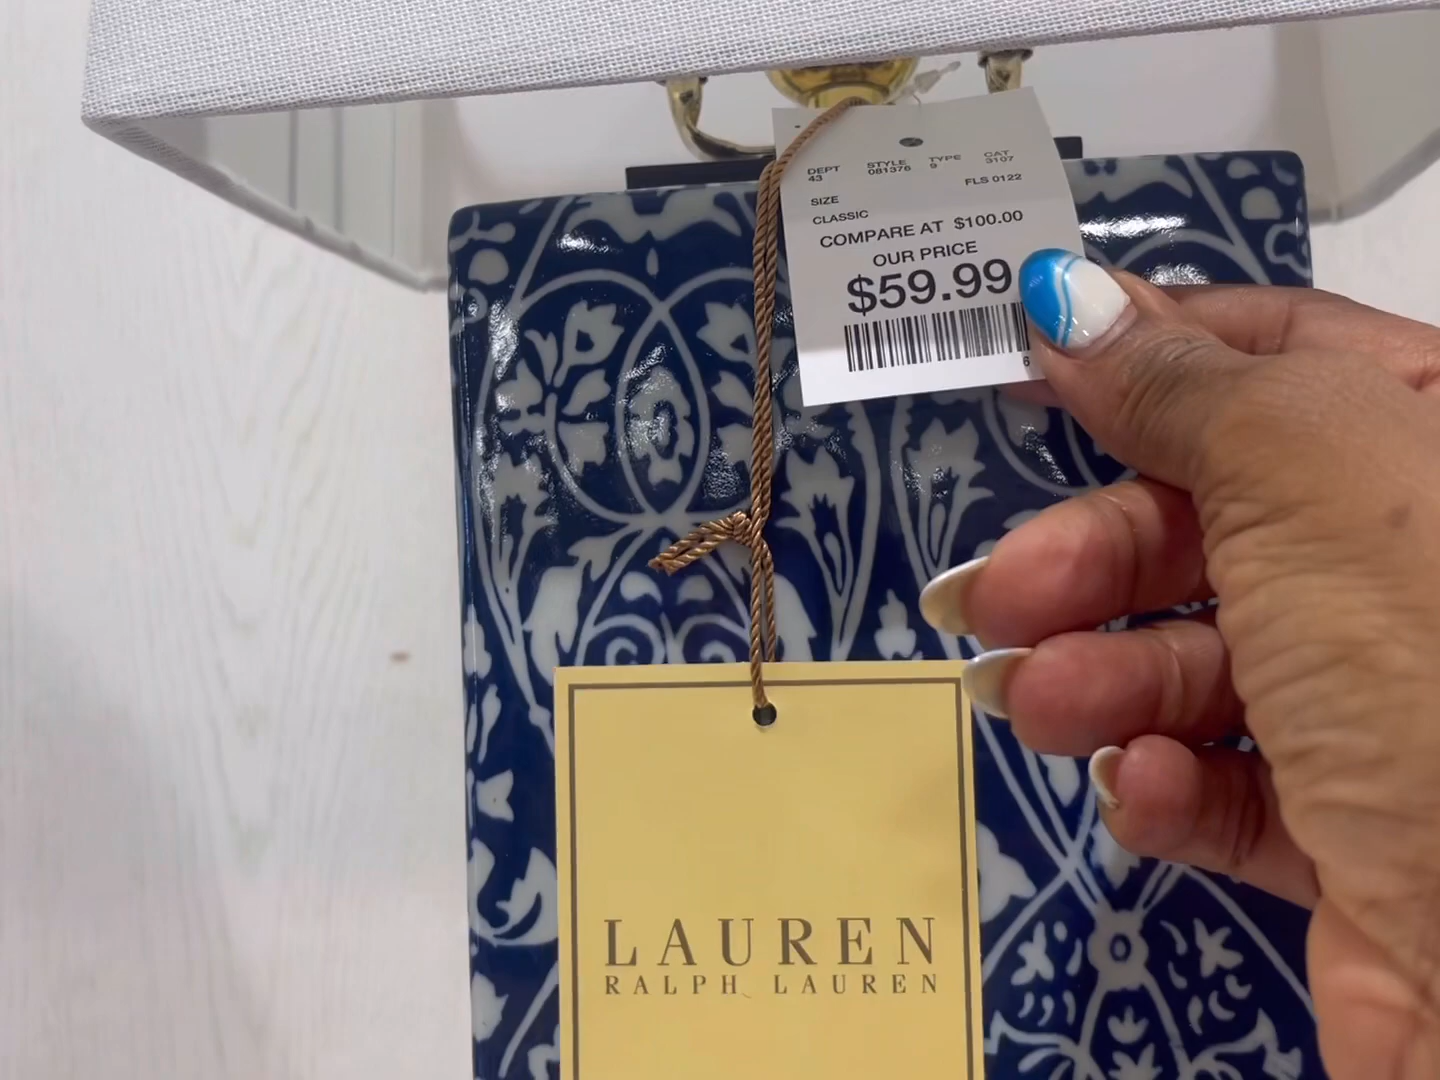 DEPT STYLE TYPE CAT
43 081376 9 3107
FLS 0122
SIZE
CLASSIC
COMPARE AT $100.00
OUR PRICE
$59.99
6
LAUREN
RALPH LAUREN